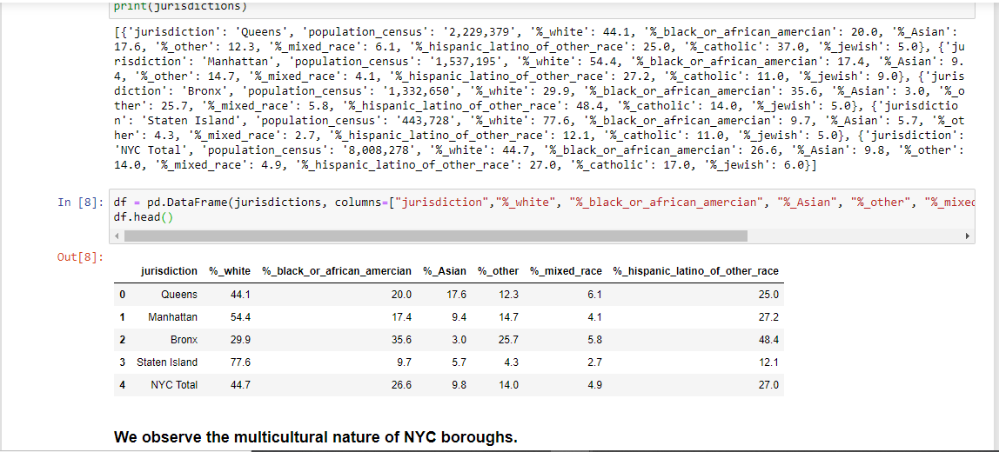 print(jurisdictions)
[{'jurisdiction': 'Queens', 'population_census': '2,229,379', '%_white': 44.1, '%_black_or_african_amercian': 20.0, '%_Asian':
17.6, '%_other': 12.3, '%_mixed_race': 6.1, '%_hispanic_latino_of_other_race': 25.0, '%_catholic': 37.0, '%_jewish': 5.0}, {'ju
risdiction': 'Manhattan', 'population_census': '1,537,195', '%_white': 54.4, '%_black_or_african_amercian': 17.4, '%_Asian': 9.
4, '%_other': 14.7, '%_mixed_race': 4.1, '%_hispanic_latino_of_other_race': 27.2, '%_catholic': 11.0, '%_jewish': 9.0}, {'juris
diction': 'Bronx', 'population_census': '1,332,650', '%_white': 29.9, '%_black_or_african_amercian': 35.6, '%_Asian': 3.0, '%_o
ther': 25.7, '%_mixed_race': 5.8, '%_hispanic_latino_of_other_race': 48.4, '%_catholic': 14.0, '%_jewish': 5.0}, {'jurisdictio
n': 'Staten Island', 'population_census': '443,728', '%_white': 77.6, '%_black_or_african_amercian': 9.7, '%_Asian': 5.7, '%_ot
her': 4.3, '%_mixed_race': 2.7, '%_hispanic_latino_of_other_race': 12.1, '%_catholic': 11.0, '%_jewish': 5.0}, {'jurisdiction':
'NYC Total', 'population_census': '8,008,278', '%_white': 44.7, '%_black_or_african_amercian': 26.6, '%_Asian': 9.8, '%_other':
14.0, '%_mixed_race': 4.9, '%_hispanic_latino_of_other_race': 27.0, '%_catholic': 17.0, '%_jewish': 6.0}]
In [8]: df = pd.DataFrame(jurisdictions, columns=["jurisdiction","%_white", "%_black_or_african_amercian", "%_Asian", "%_other", "%_mixec
df.head()
Out[8]:
jurisdiction %_white %_black_or_african_amercian %_Asian %_other %_mixed_race %_hispanic_latino_of_other_race
0 Queens 44.1 20.0 17.6 12.3 6.1 25.0
1 Manhattan 54.4 17.4 9.4 14.7 4.1 27.2
2 Bronx 29.9 35.6 3.0 25.7 5.8 48.4
3 Staten Island 77.6 9.7 5.7 4.3 2.7 12.1
4 NYC Total 44.7 26.6 9.8 14.0 4.9 27.0
We observe the multicultural nature of NYC boroughs.